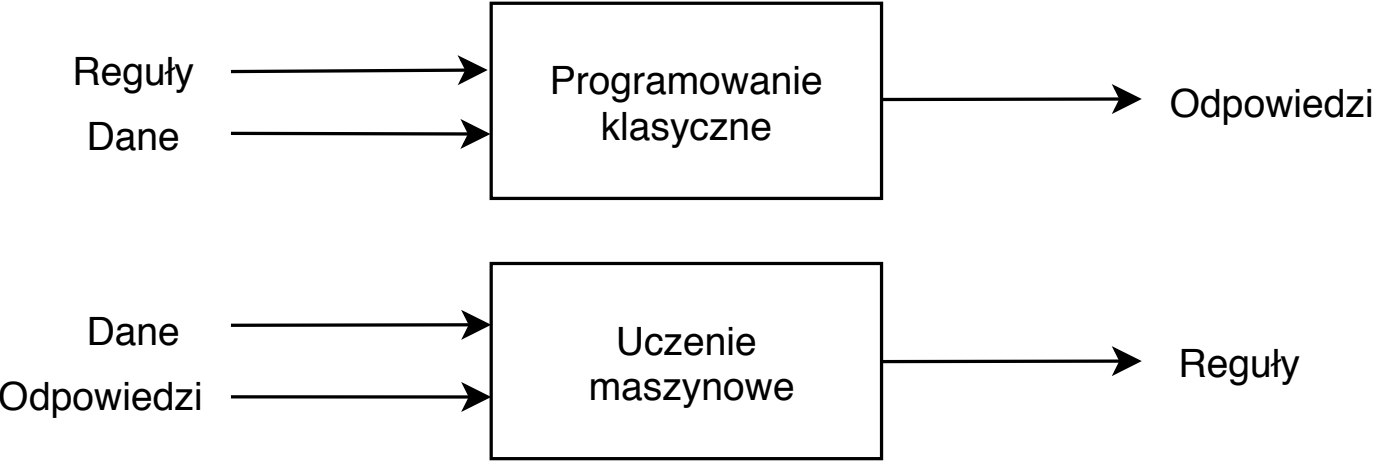 Reguły
Dane
Programowanie
klasyczne
Odpowiedzi
Dane
Odpowiedzi
Uczenie
maszynowe
Reguły